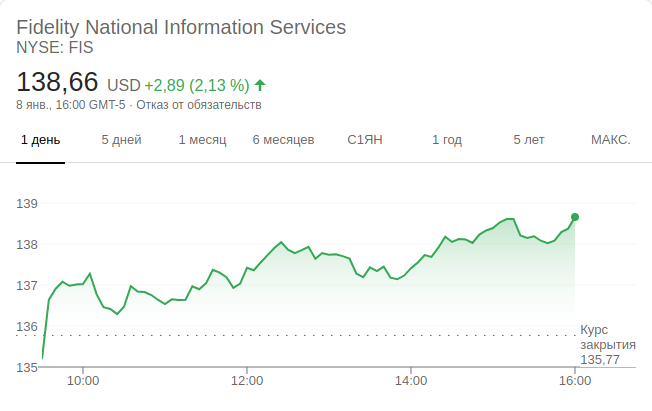 Fidelity National Information Services
NYSE: FIS
138,66 USD +2,89 (2,13 %)
8 янв., 16:00 GMT-5 · Отказ от обязательств
1 день 5 дней 1 месяц 6 месяцев С1ЯН 1 год 5 лет МАКС.
139
138
137
136
Курс
закрытия
135,77
135
10:00 12:00 14:00 16:00